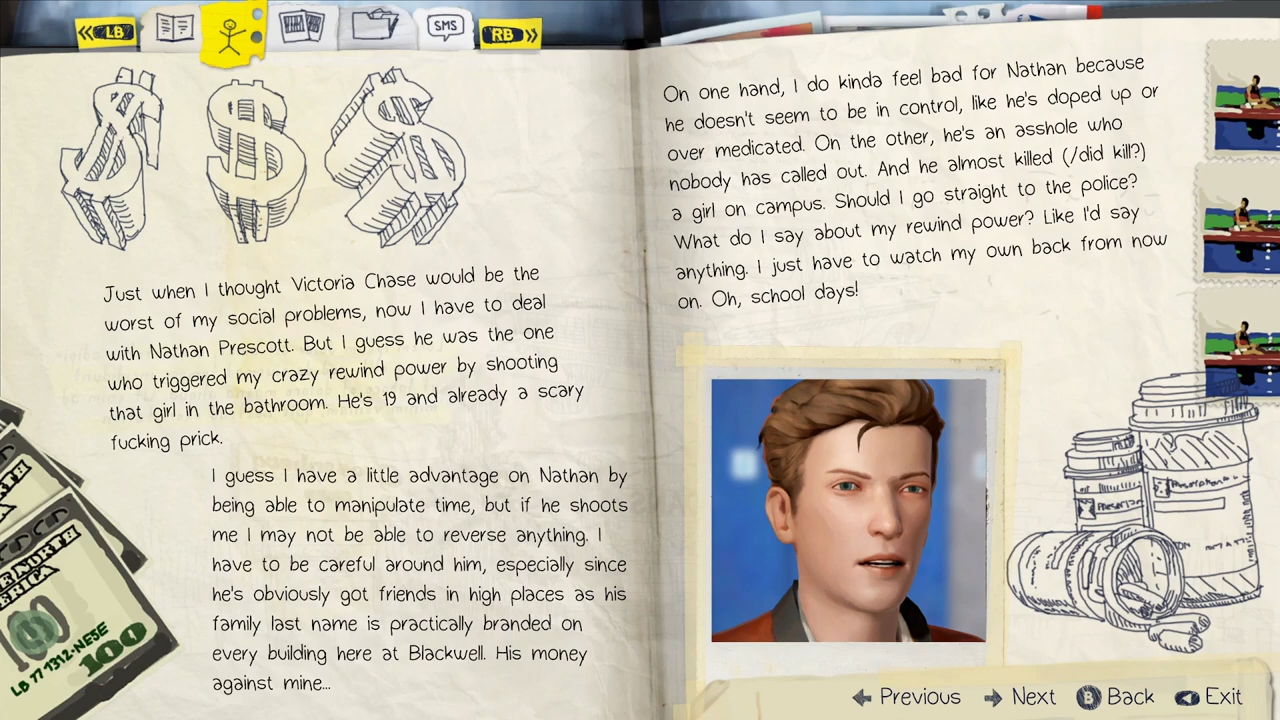 LB
SMS
RB
Just when I thought Victoria Chase would be the
worst of my social problems, now I have to deal
with Nathan Prescott. But I guess he was the one
who triggered my crazy rewind power by shooting
that girl in the bathroom. He's 19 and already a scary
fucking prick.
I guess I have a little advantage on Nathan by
being able to manipulate time, but if he shoots
me I may not be able to reverse anything. I
have to be careful around him, especially since
he's obviously got friends in high places as his
family last name is practically branded on
every building here at Blackwell. His money
against mine...
100
LB 77 1312-NESE
On one hand, I do kinda feel bad for Nathan because
he doesn't seem to be in control, like he's doped up or
over medicated. On the other, he's an asshole who
nobody has called out. And he almost killed (/did kill?)
a girl on campus. Should I go straight to the police?
What do I say about my rewind power? Like I'd say
anything. I just have to watch my own back from now
on. Oh, school days!
Previous
Next
B Back
Exit